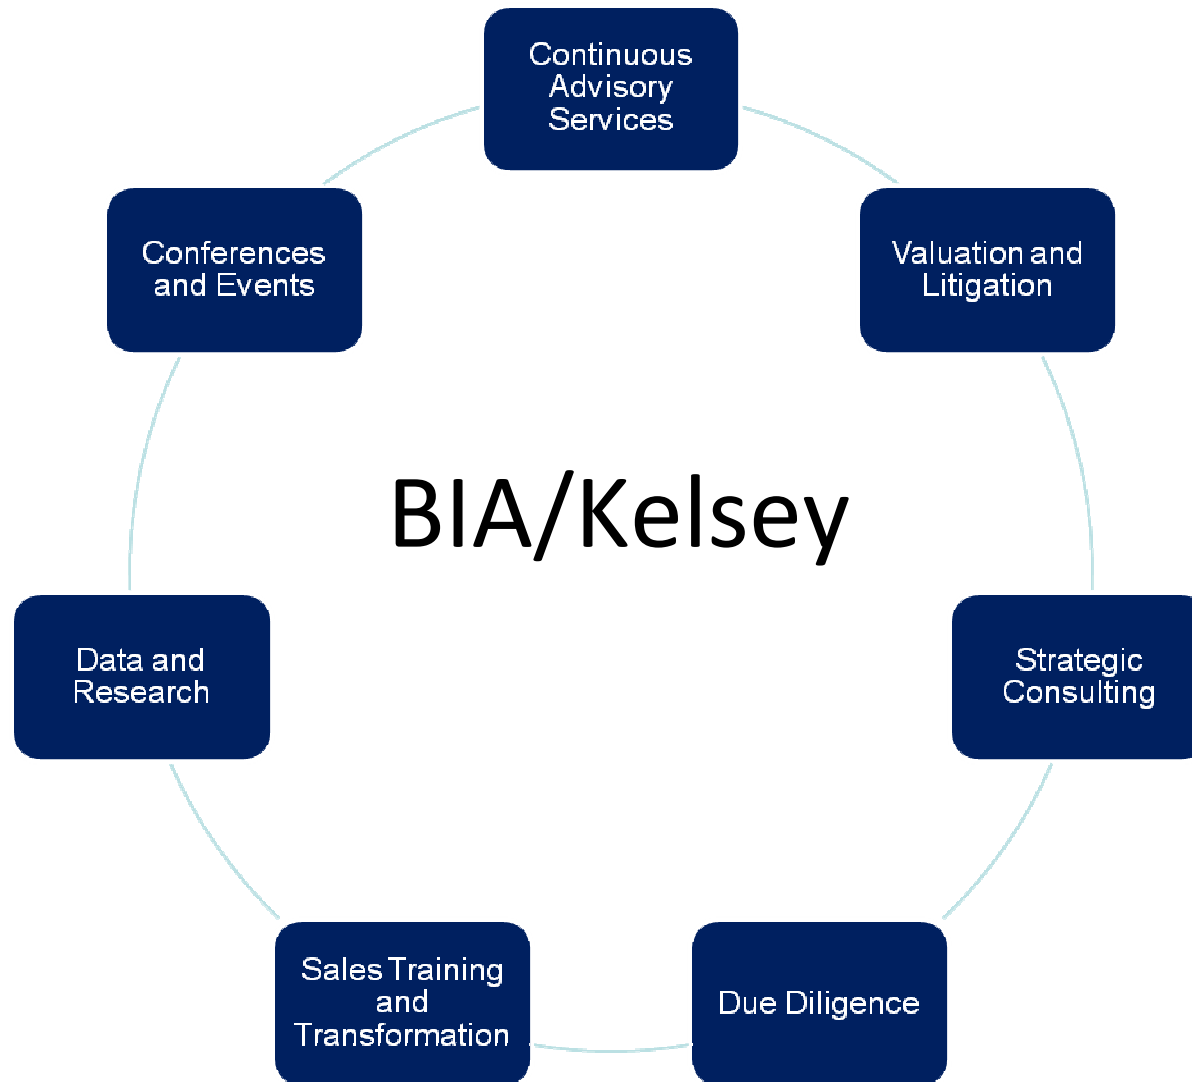 Continuous
Advisory
Services
Conferences
and Events
Valuation and
Litigation
BIA/Kelsey
Data and
Research
Strategic
Consulting
Sales Training
and
Transformation
Due Diligence